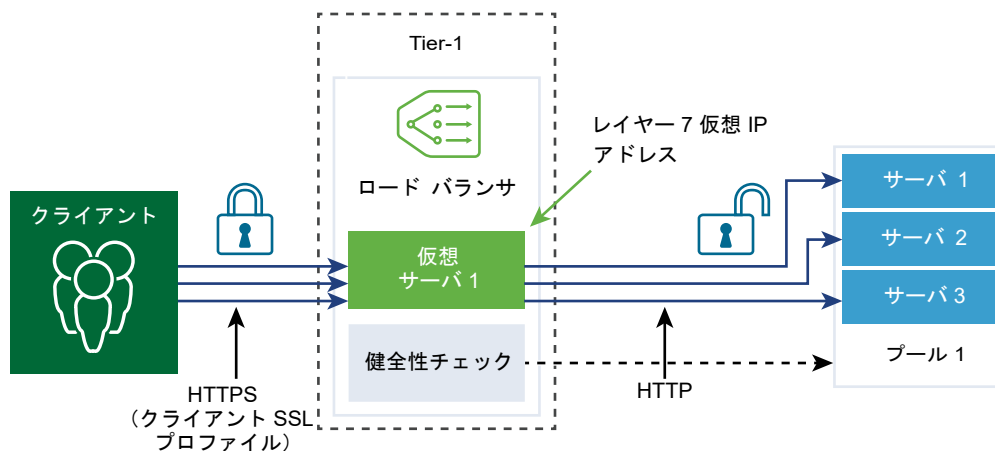 Tier-1
レイヤー 7 仮想 IP
アドレス
ロード バランサ
クライアント
仮想
サーバ 1
サーバ 1
サーバ 2
サーバ 3
健全性チェック
プール 1
HTTPS
(クライアント SSL
プロファイル)
HTTP